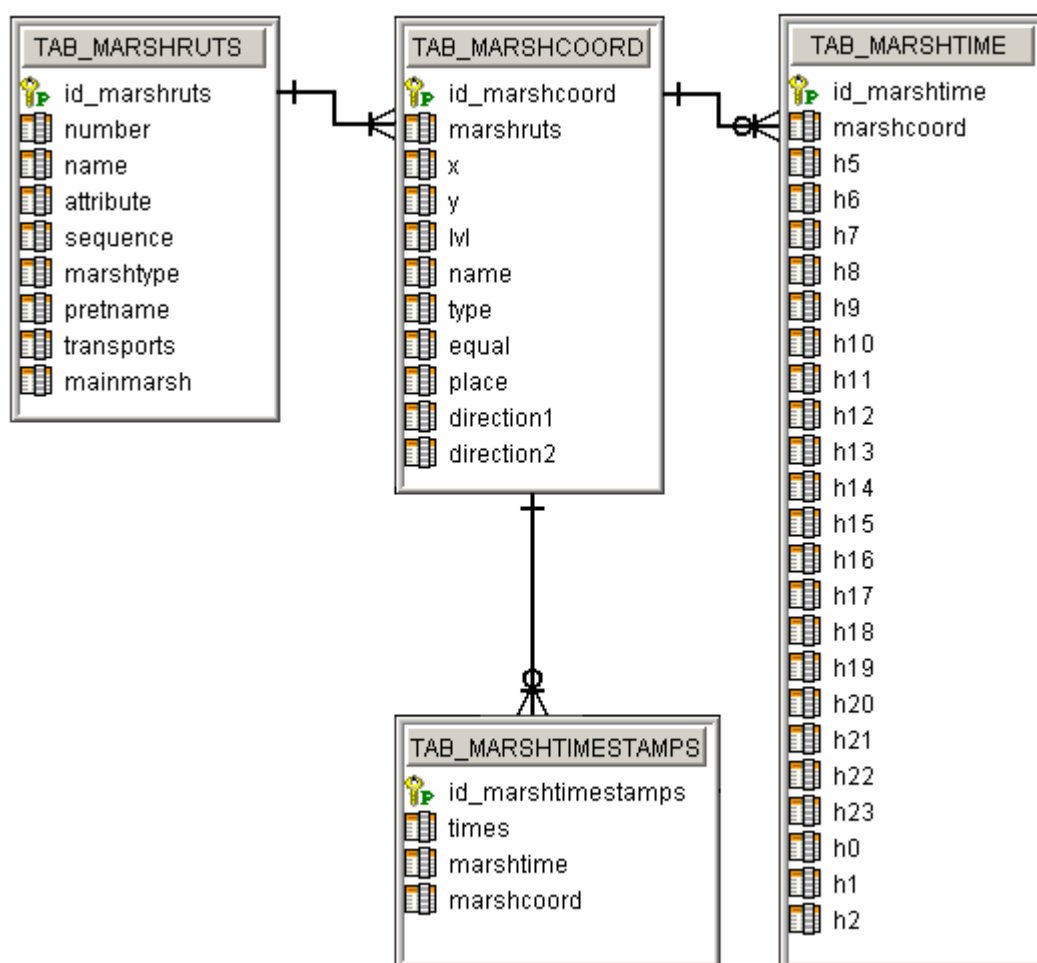 TAB_MARSHRUTS
id_marshruts
number
name
attribute
sequence
marshtype
pretname
transports
mainmarsh
TAB_MARSHCOORD
id_marshcoord
marshruts
x
y
lvl
name
type
equal
place
direction1
direction2
TAB_MARSHTIME
id_marshtime
marshcoord
h5
h6
h7
h8
h9
h10
h11
h12
h13
h14
h15
h16
h17
h18
h19
h20
h21
h22
h23
h0
h1
h2
TAB_MARSHTIMESTAMPS
id_marshtimestamps
times
marshtime
marshcoord